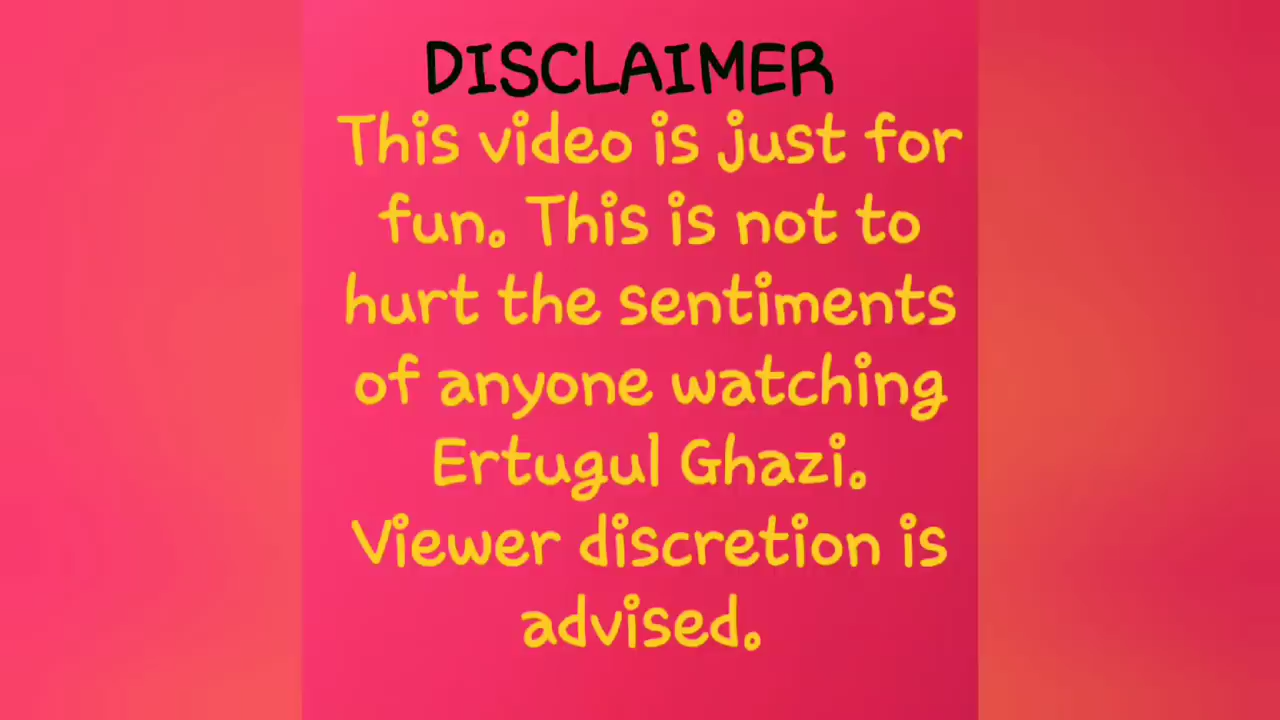 DISCLAIMER
This video is just for
fun. This is not to
hurt the sentiments
of anyone watching
Ertugul Ghazi.
Viewer discretion is
advised.